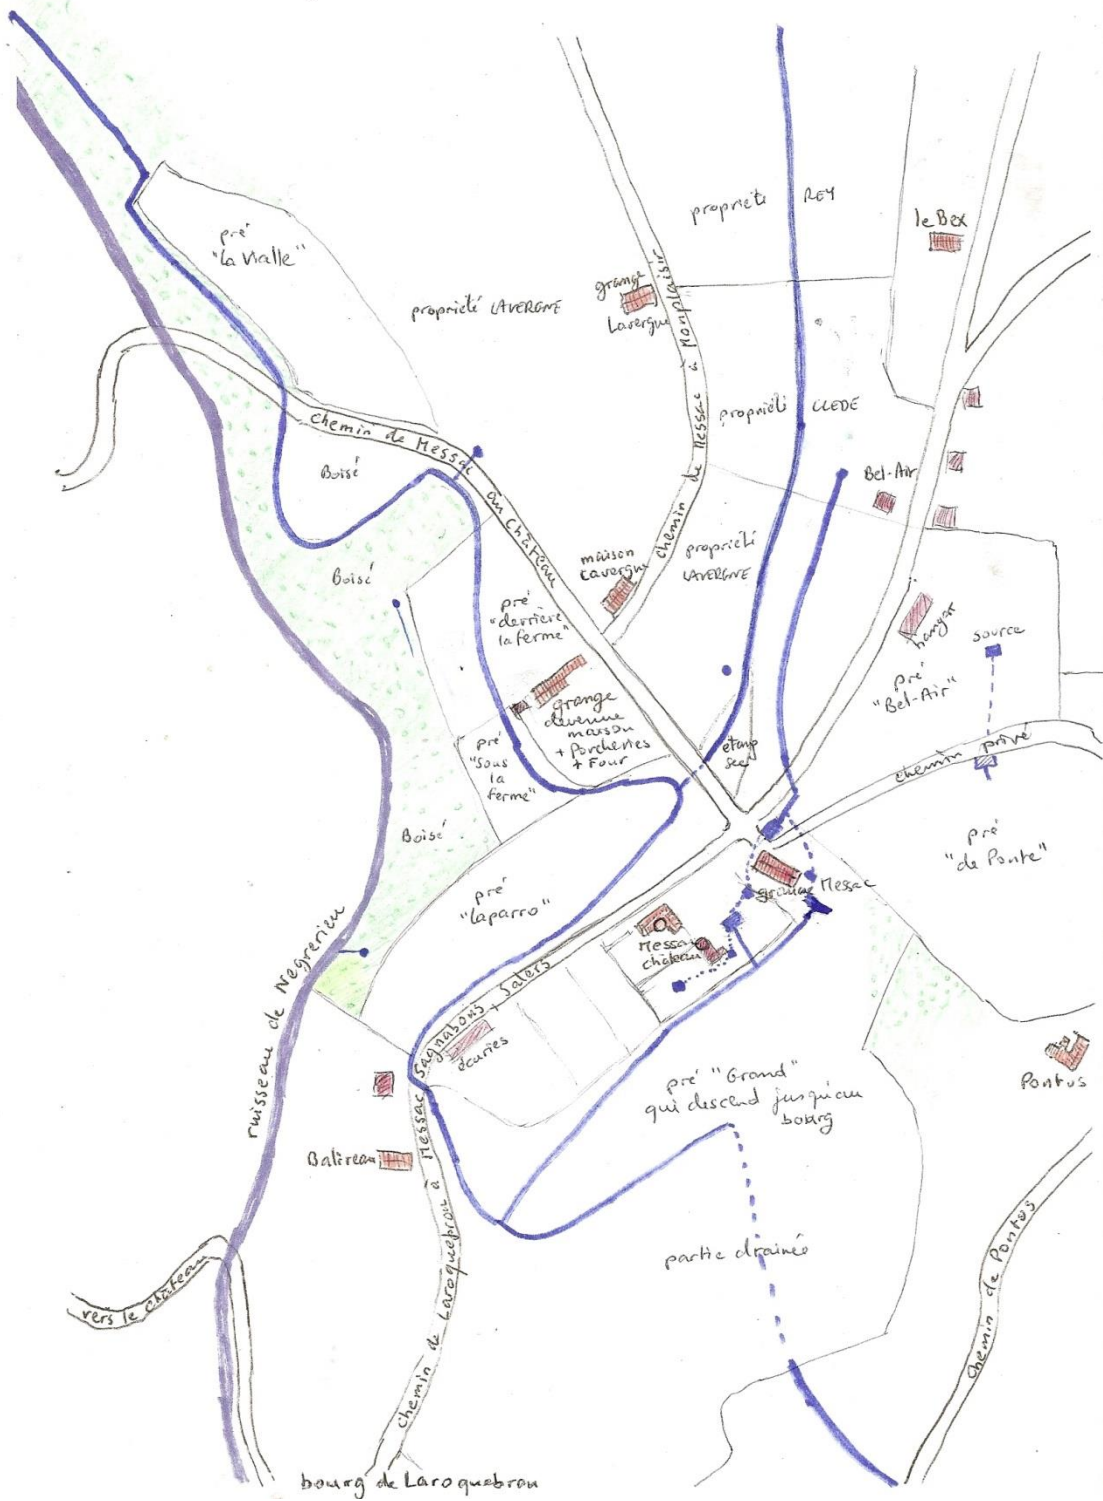 propriété REY
le Bex
pré
"La Vialle"
propriété LAVERGNE
grange
Lavergne
chemin de Messac à Monplaisir
propriété CLEDE
chemin de Messac au Château
Boisé
Bel-Air
propriété
LAVERGNE
maison
Lavergne
Boisé
pré
"derrière
la ferme"
hangar
source
pré
"Bel-Air"
grange
devenue
maison
+ Porcheries
+ Four
pré
"sous
la
ferme"
étang
sec
chemin privé
Boisé
pré
"de Ponte"
pré
"Laparro"
grange Messac
Messac
château
ruisseau de Negrerieu
écuries
pré "Grand"
qui descend jusqu'au
bourg
Pontus
Balireau
chemin de Laroquebrou à Messac, Sagnabous, Salers
partie drainée
vers le château
chemin de Pontus
bourg de Laroquebrou